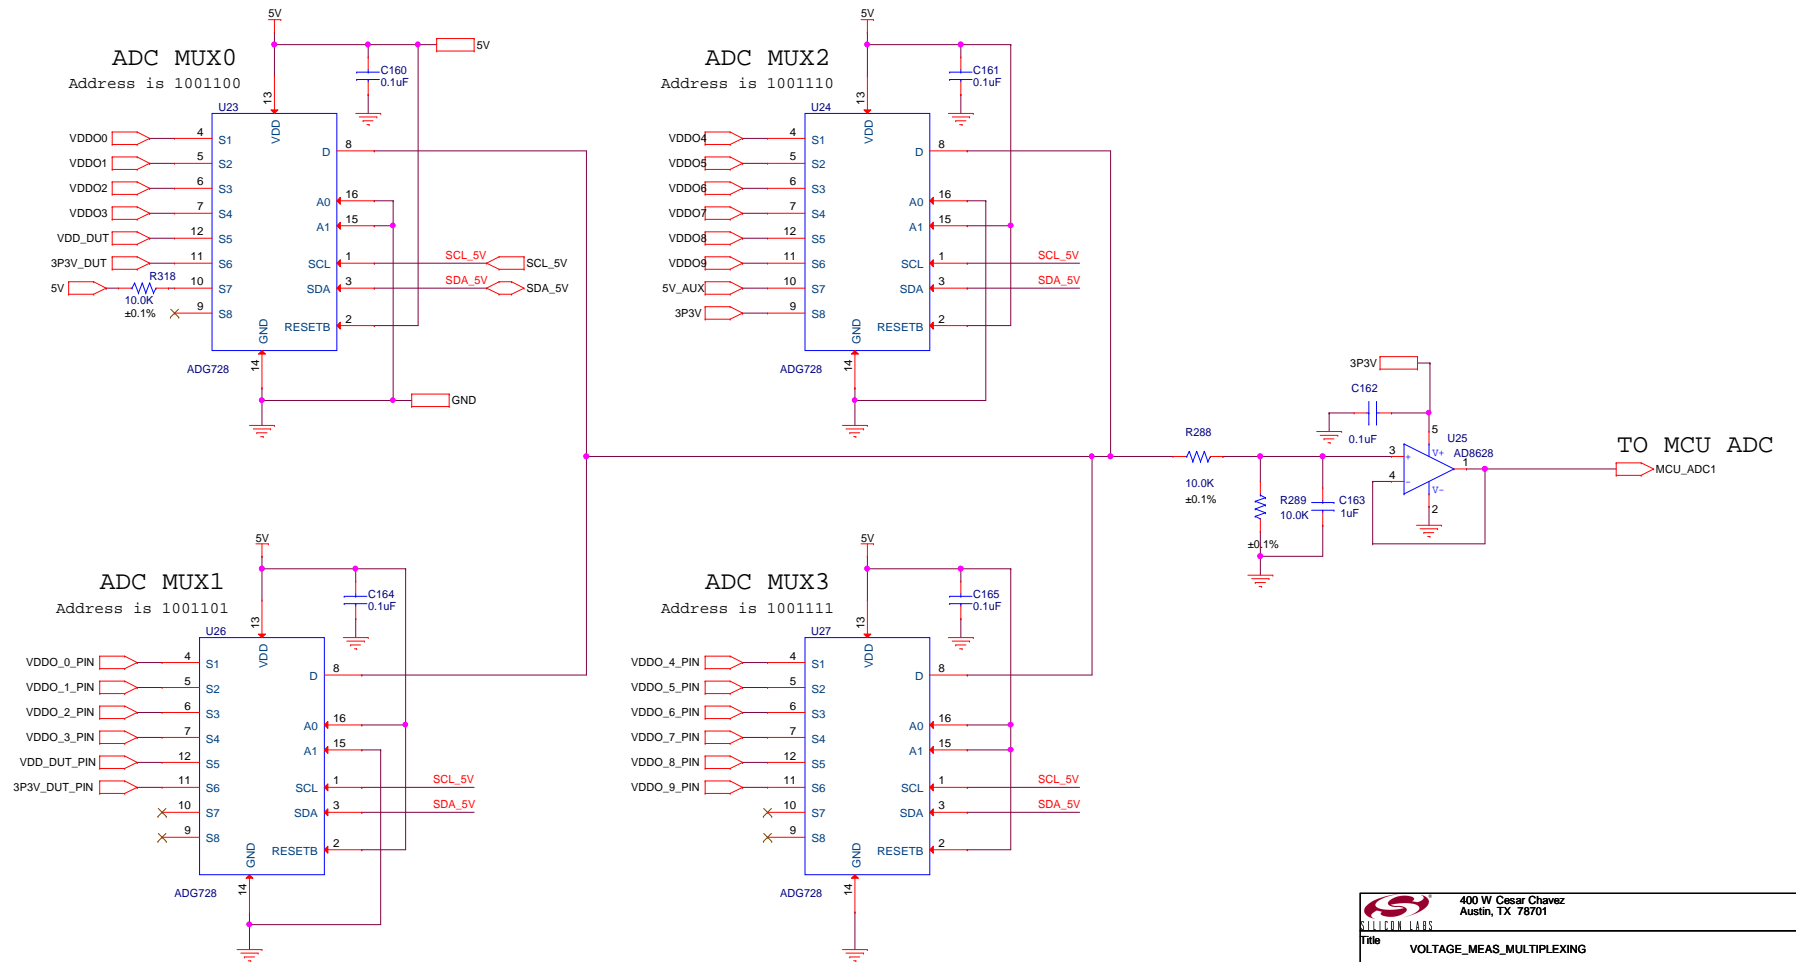 5V
5V
ADC MUX0
Address is 1001100
C160
0.1uF
U23
13
VDD
VDDO0 4 S1
VDDO1 5 S2
VDDO2 6 S3
VDDO3 7 S4
VDD_DUT 12 S5
3P3V_DUT 11 S6
5V R318 10 S7
10.0K
±0.1%
9 S8
D 8
A0 16
A1 15
SCL 1 SCL_5V SCL_5V
SDA 3 SDA_5V SDA_5V
RESETB 2
GND
14
ADG728
GND
5V
ADC MUX2
Address is 1001110
C161
0.1uF
U24
13
VDD
VDDO4 4 S1
VDDO5 5 S2
VDDO6 6 S3
VDDO7 7 S4
VDDO8 12 S5
VDDO9 11 S6
5V_AUX 10 S7
3P3V 9 S8
D 8
A0 16
A1 15
SCL 1 SCL_5V
SDA 3 SDA_5V
RESETB 2
GND
14
ADG728
3P3V
C162
0.1uF
R288
10.0K
±0.1%
R289
10.0K
±0.1%
C163
1uF
5
U25
AD8628
3 + V+
4 - V-
1
2
TO MCU ADC
MCU_ADC1
5V
ADC MUX1
Address is 1001101
C164
0.1uF
U26
13
VDD
VDDO_0_PIN 4 S1
VDDO_1_PIN 5 S2
VDDO_2_PIN 6 S3
VDDO_3_PIN 7 S4
VDD_DUT_PIN 12 S5
3P3V_DUT_PIN 11 S6
10 S7
9 S8
D 8
A0 16
A1 15
SCL 1 SCL_5V
SDA 3 SDA_5V
RESETB 2
GND
14
ADG728
5V
ADC MUX3
Address is 1001111
C165
0.1uF
U27
13
VDD
VDDO_4_PIN 4 S1
VDDO_5_PIN 5 S2
VDDO_6_PIN 6 S3
VDDO_7_PIN 7 S4
VDDO_8_PIN 12 S5
VDDO_9_PIN 11 S6
10 S7
9 S8
D 8
A0 16
A1 15
SCL 1 SCL_5V
SDA 3 SDA_5V
RESETB 2
GND
14
ADG728
SILICON LABS
400 W Cesar Chavez
Austin, TX 78701
Title
VOLTAGE_MEAS_MULTIPLEXING